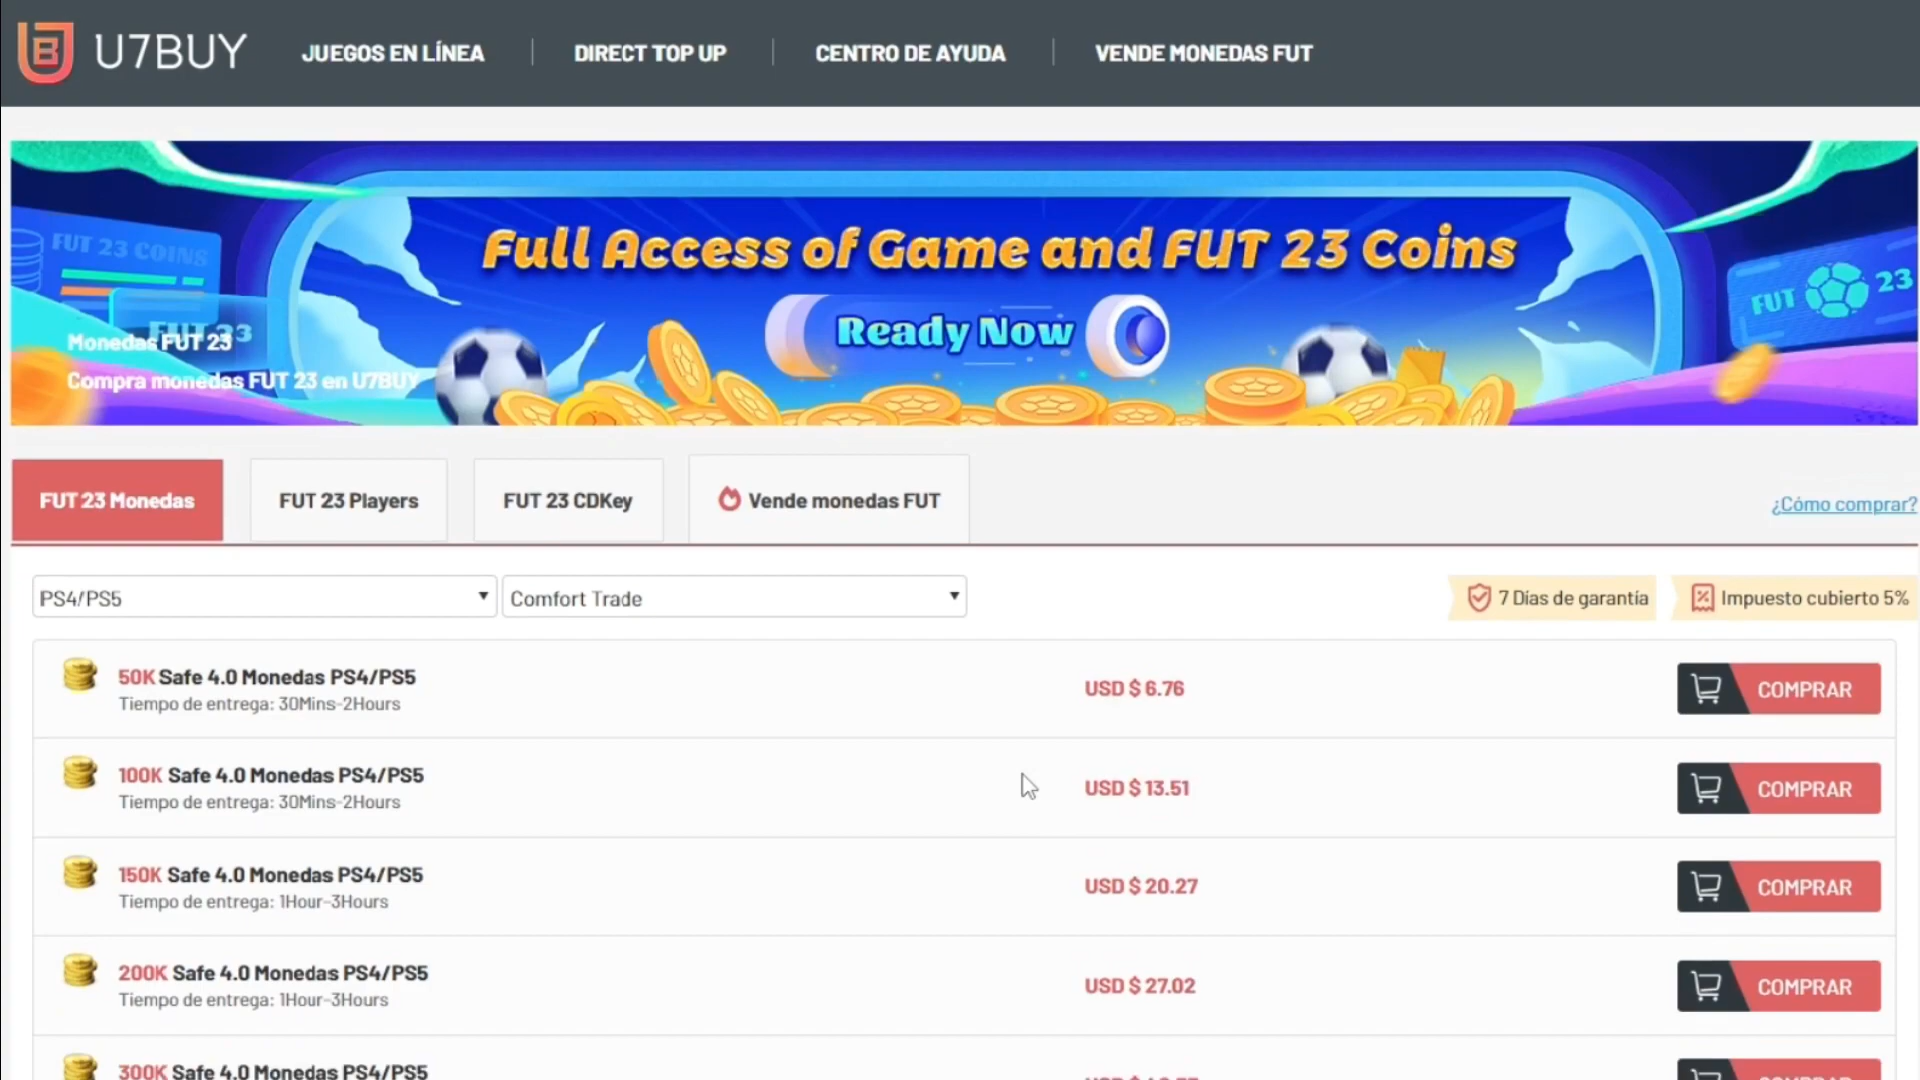 U7BUY
JUEGOS EN LÍNEA
DIRECT TOP UP
CENTRO DE AYUDA
VENDE MONEDAS FUT
FUT 23 COINS
Full Access of Game and FUT 23 Coins
FUT 23
Ready Now
FUT 23
Monedas FUT 23
Compra monedas FUT 23 en U7BUY
FUT 23 Monedas
FUT 23 Players
FUT 23 CDKey
Vende monedas FUT
¿Cómo comprar?
PS4/PS5
Comfort Trade
7 Días de garantía
Impuesto cubierto 5%
50K Safe 4.0 Monedas PS4/PS5
Tiempo de entrega: 30Mins-2Hours
USD $ 6.76
COMPRAR
100K Safe 4.0 Monedas PS4/PS5
Tiempo de entrega: 30Mins-2Hours
USD $ 13.51
COMPRAR
150K Safe 4.0 Monedas PS4/PS5
Tiempo de entrega: 1Hour-3Hours
USD $ 20.27
COMPRAR
200K Safe 4.0 Monedas PS4/PS5
Tiempo de entrega: 1Hour-3Hours
USD $ 27.02
COMPRAR
300K Safe 4.0 Monedas PS4/PS5